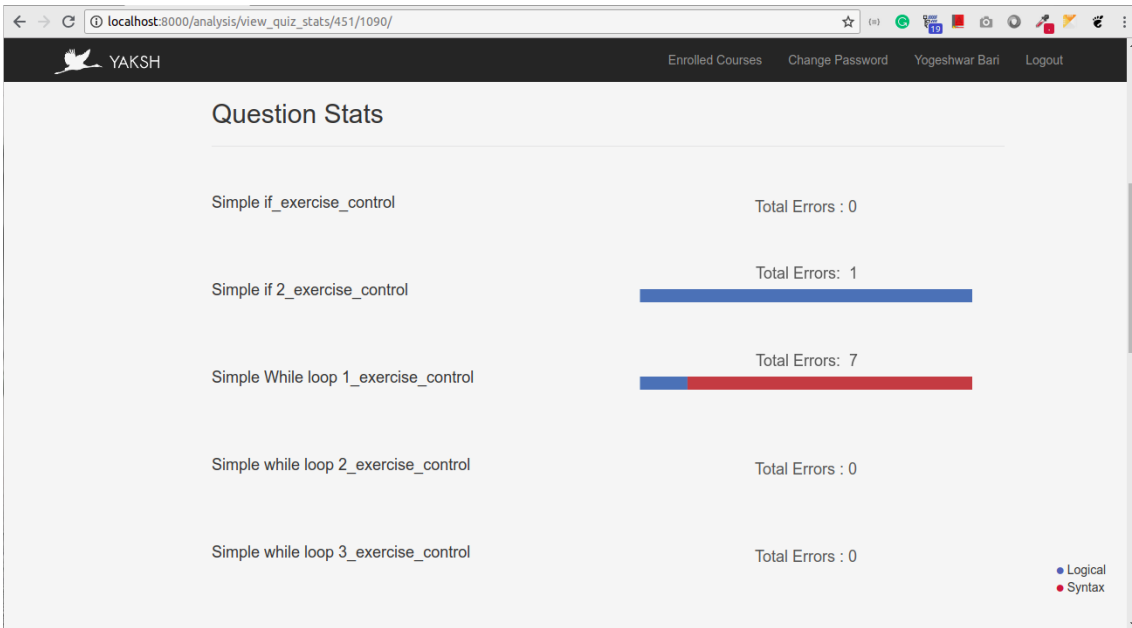 localhost:8000/analysis/view_quiz_stats/451/1090/
19
YAKSH
Enrolled Courses Change Password Yogeshwar Bari Logout
Question Stats
Simple if_exercise_control
Total Errors : 0
Total Errors: 1
Simple if 2_exercise_control
Total Errors: 7
Simple While loop 1_exercise_control
Simple while loop 2_exercise_control
Total Errors : 0
Simple while loop 3_exercise_control
Total Errors : 0
Logical
Syntax